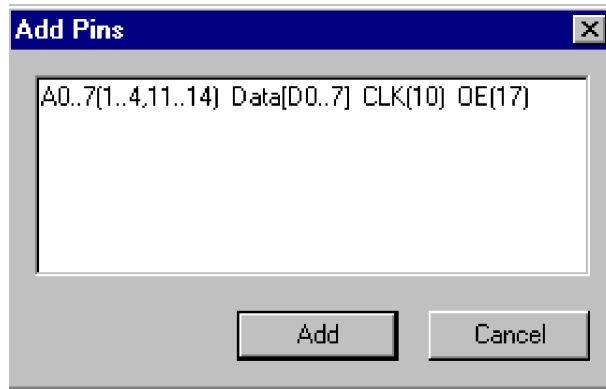 Add Pins
A0..7(1..4,11..14) Data[D0..7] CLK(10) OE(17)
Add
Cancel